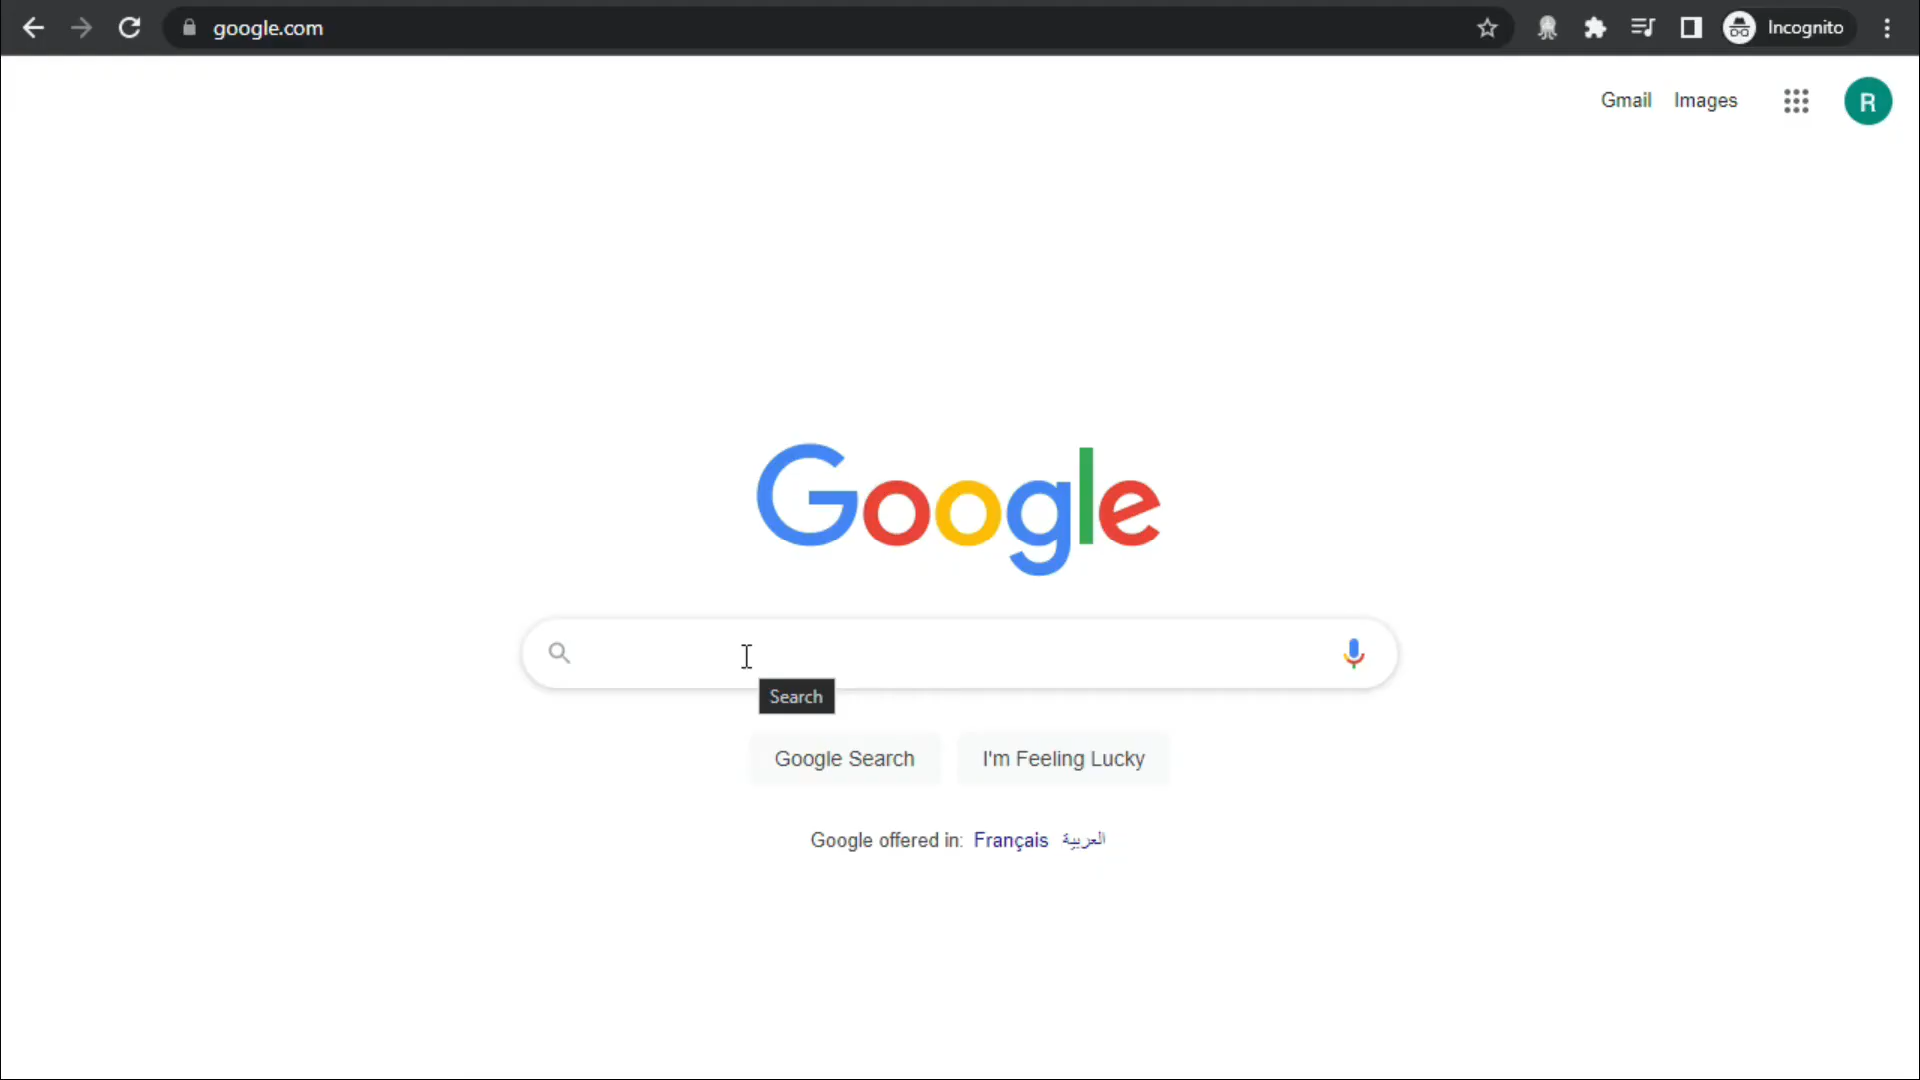 google.com
Incognito
Gmail Images
R
Google
Search
Google Search I'm Feeling Lucky
Google offered in: Français العربية